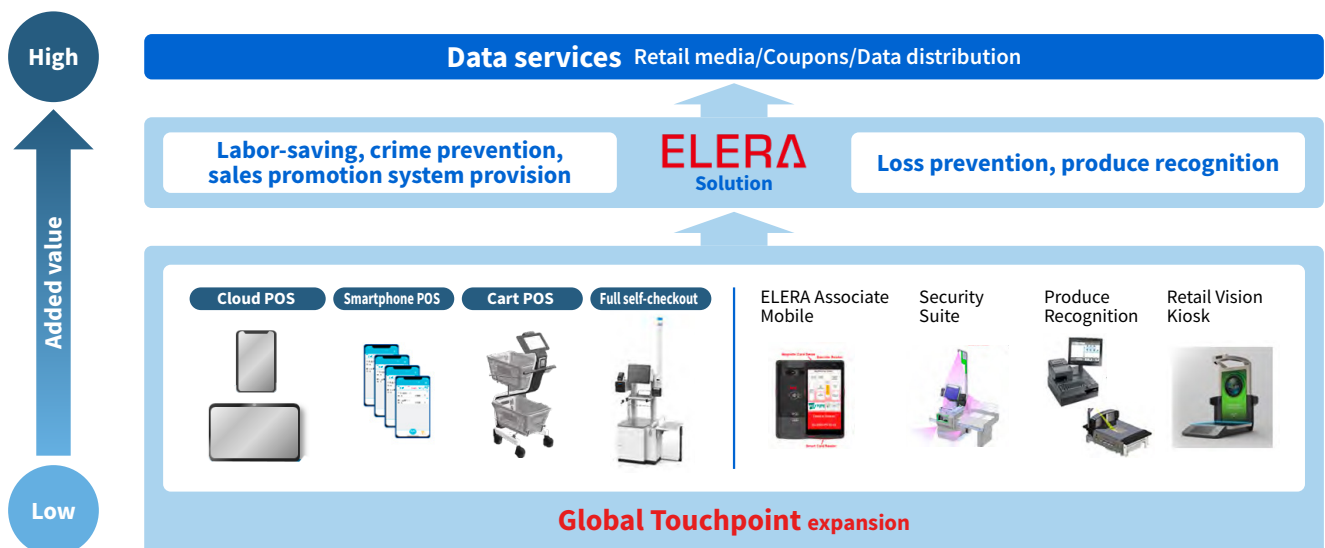 High
Data services Retail media/Coupons/Data distribution
Labor-saving, crime prevention,
sales promotion system provision
ELERA
Solution
Loss prevention, produce recognition
Added value
Cloud POS
Smartphone POS
Cart POS
Full self-checkout
ELERA Associate
Mobile
Security
Suite
Produce
Recognition
Retail Vision
Kiosk
Low
Global Touchpoint expansion